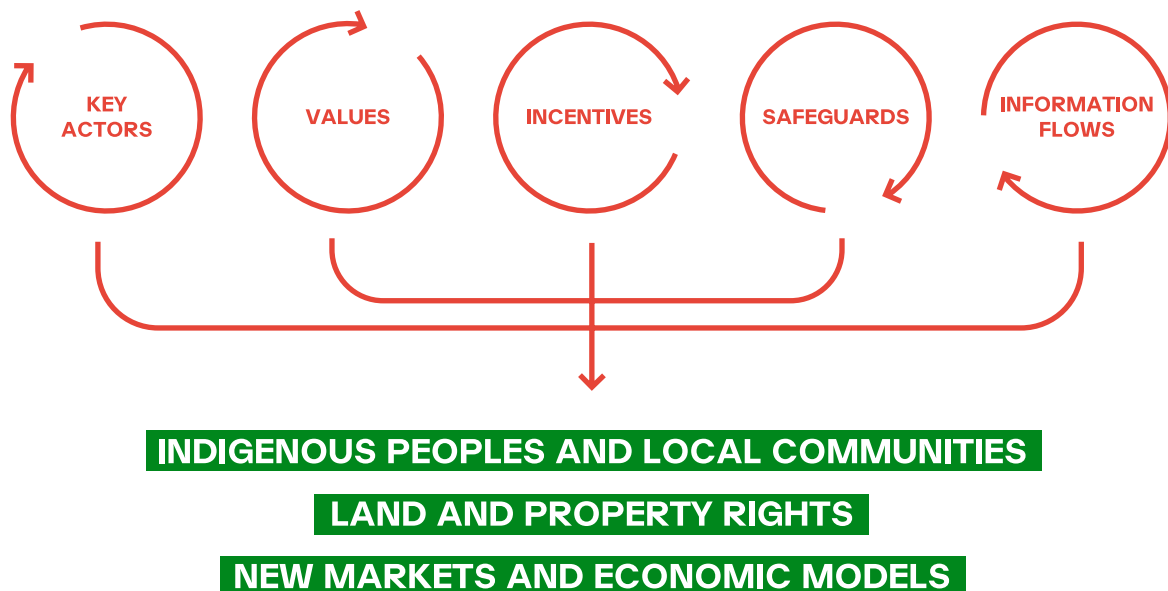 KEY
ACTORS
VALUES
INCENTIVES
SAFEGUARDS
INFORMATION
FLOWS
INDIGENOUS PEOPLES AND LOCAL COMMUNITIES
LAND AND PROPERTY RIGHTS
NEW MARKETS AND ECONOMIC MODELS